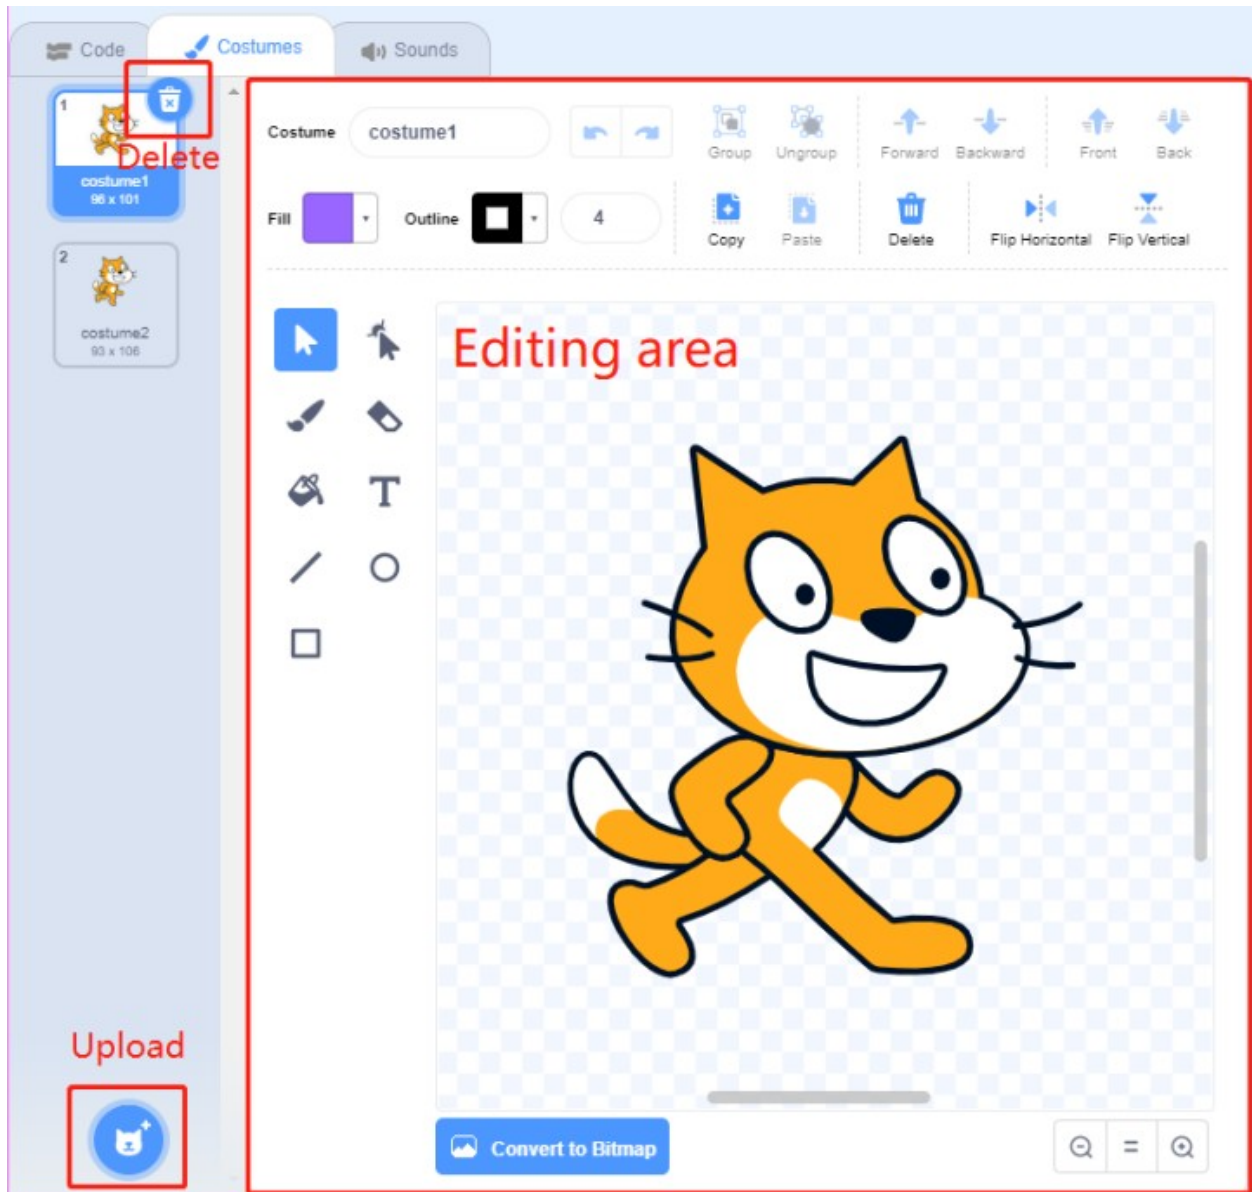 Code
Costumes
Sounds
1
Delete
costume1
96 x 101
2
costume2
93 x 106
Upload
Costume
costume1
Group
Ungroup
Forward
Backward
Front
Back
Fill
Outline
4
Copy
Paste
Delete
Flip Horizontal
Flip Vertical
T
Editing area
Convert to Bitmap
=